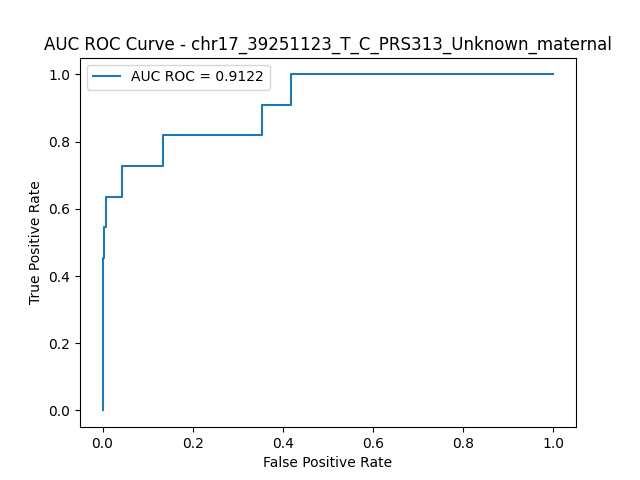 AUC ROC Curve - chr17_39251123_T_C_PRS313_Unknown_maternal
AUC ROC = 0.9122
1.0
0.8
0.6
0.4
0.2
0.0
True Positive Rate
0.0 0.2 0.4 0.6 0.8 1.0
False Positive Rate